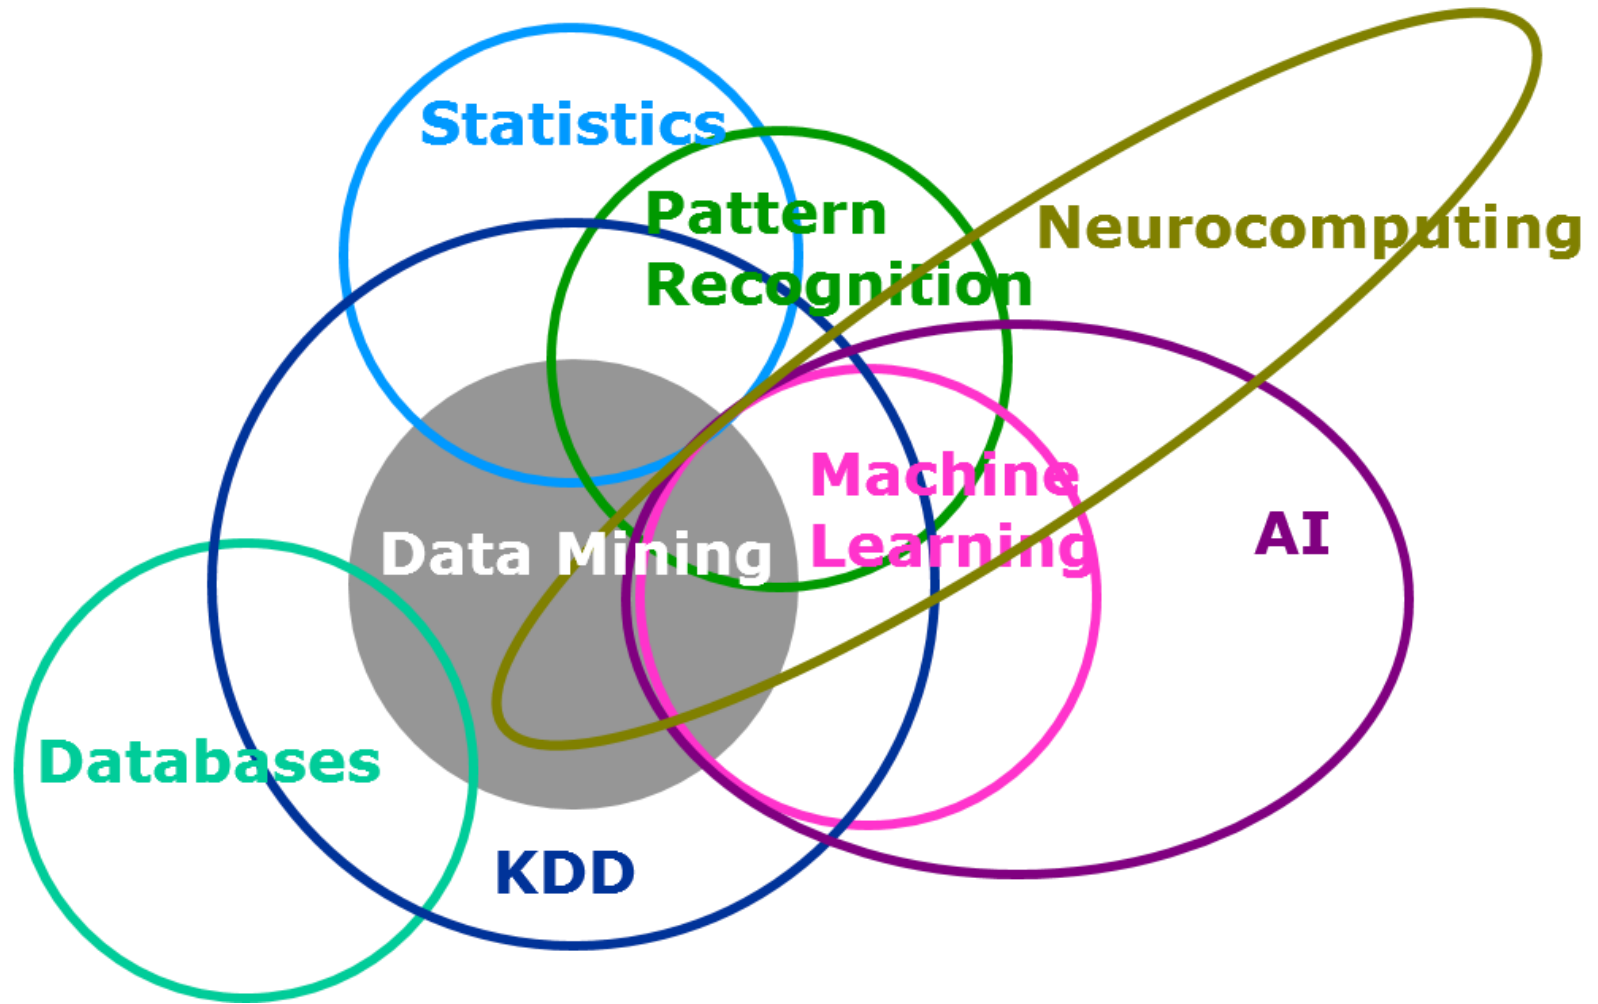 Statistics
Pattern
Recognition
Neurocomputing
Machine
Learning
AI
Data Mining
Databases
KDD